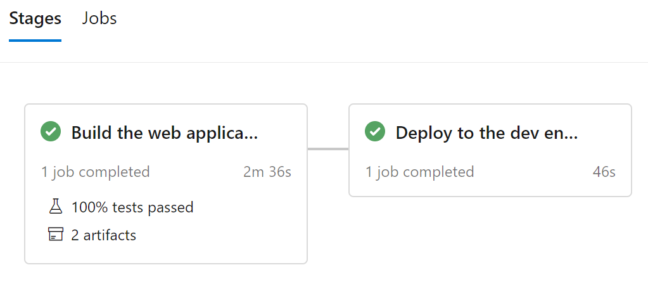 Stages Jobs
Build the web applica...
1 job completed 2m 36s
100% tests passed
2 artifacts
Deploy to the dev en...
1 job completed 46s